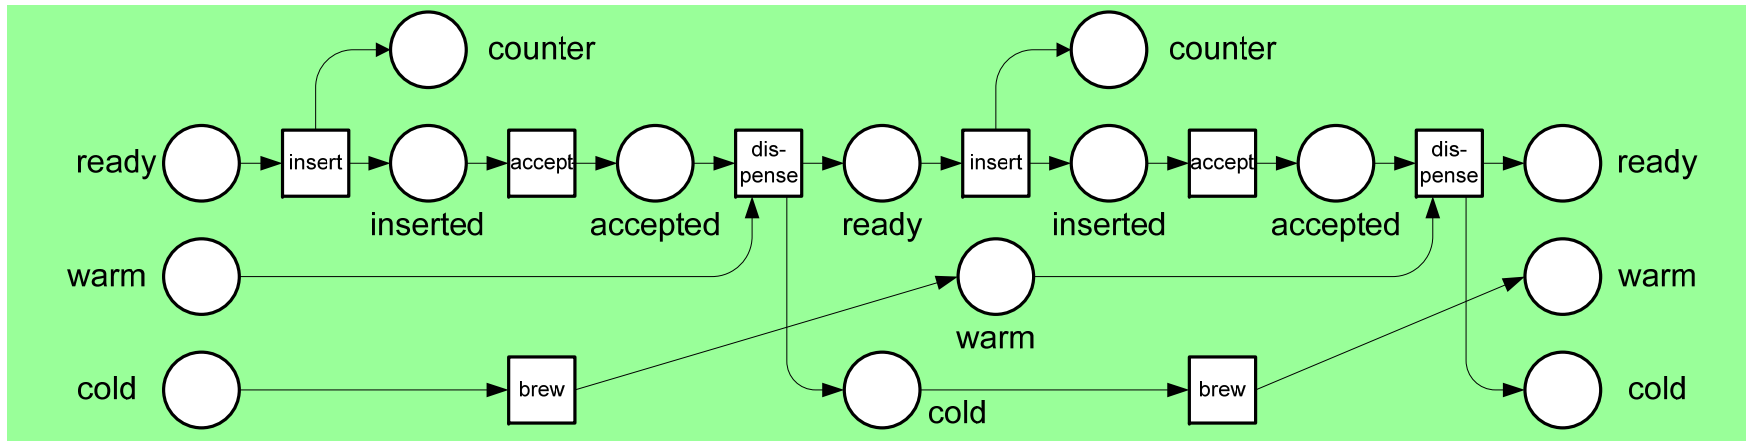 counter
counter
ready
insert
accept
dis-
pense
insert
accept
dis-
pense
ready
inserted
accepted
ready
inserted
accepted
warm
warm
warm
cold
brew
brew
cold
cold